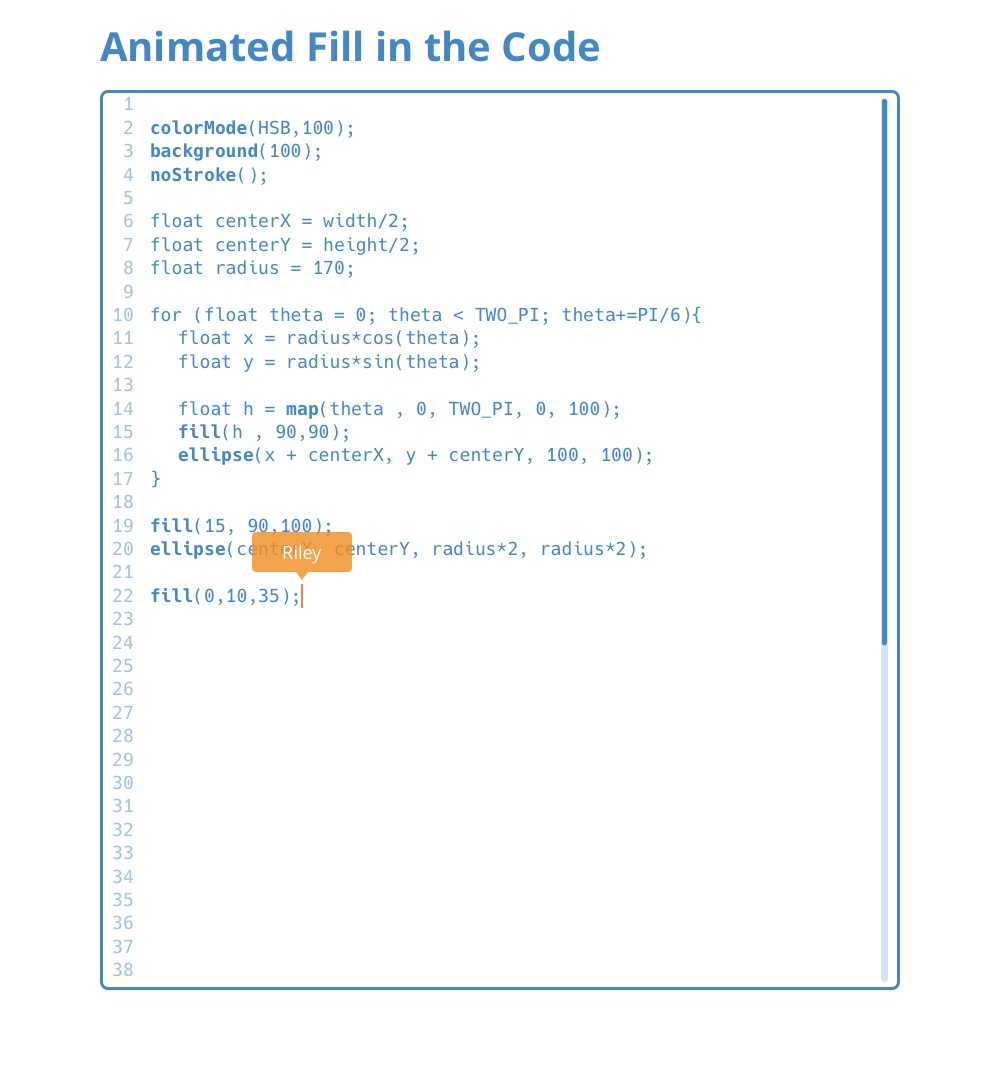 Animated Fill in the Code
1
2 colorMode(HSB,100);
3 background(100);
4 noStroke();
5
6 float centerX = width/2;
7 float centerY = height/2;
8 float radius = 170;
9
10 for (float theta = 0; theta < TWO_PI; theta+=PI/6){
11 float x = radius*cos(theta);
12 float y = radius*sin(theta);
13
14 float h = map(theta , 0, TWO_PI, 0, 100);
15 fill(h , 90,90);
16 ellipse(x + centerX, y + centerY, 100, 100);
17 }
18
19 fill(15, 90,100);
20 ellipse(centerX, centerY, radius*2, radius*2);
Riley
21
22 fill(0,10,35);
23
24
25
26
27
28
29
30
31
32
33
34
35
36
37
38